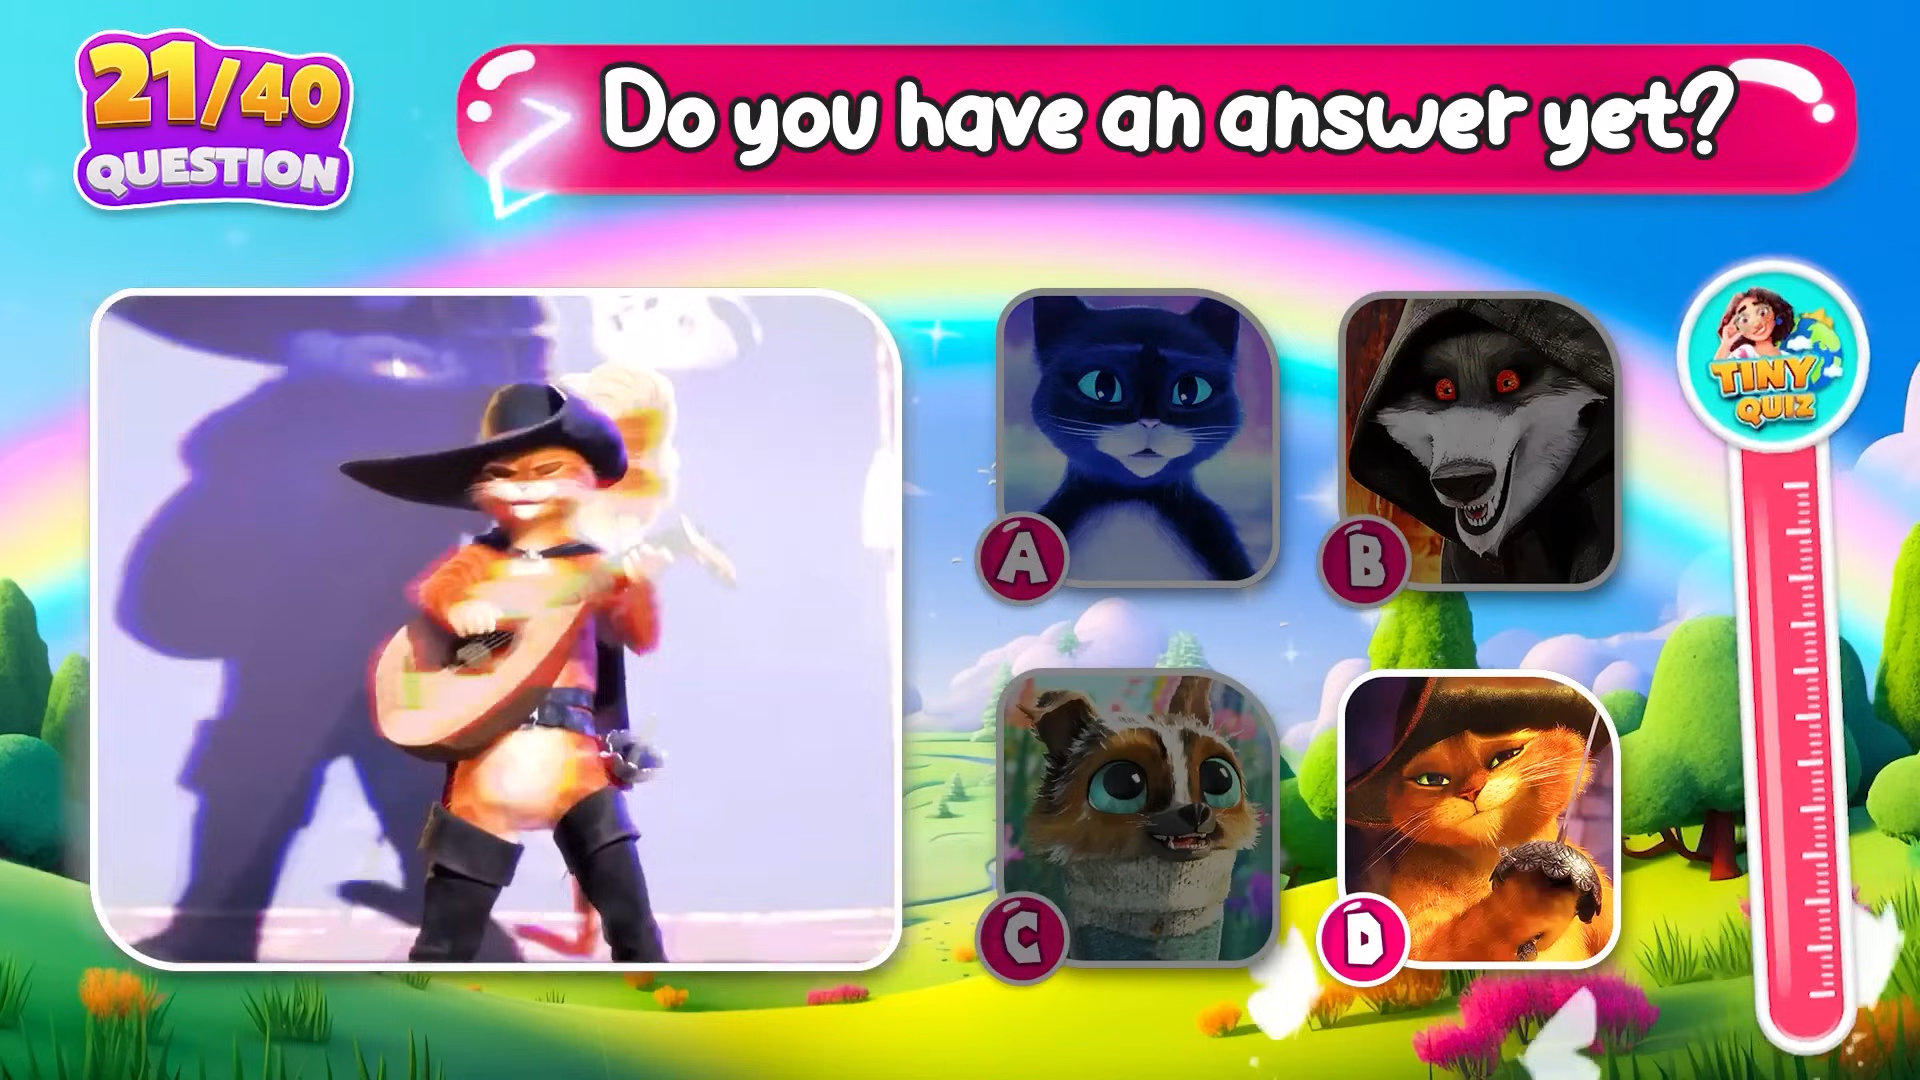 21/40
QUESTION
Do you have an answer yet?
TINY
QUIZ
A
B
C
D